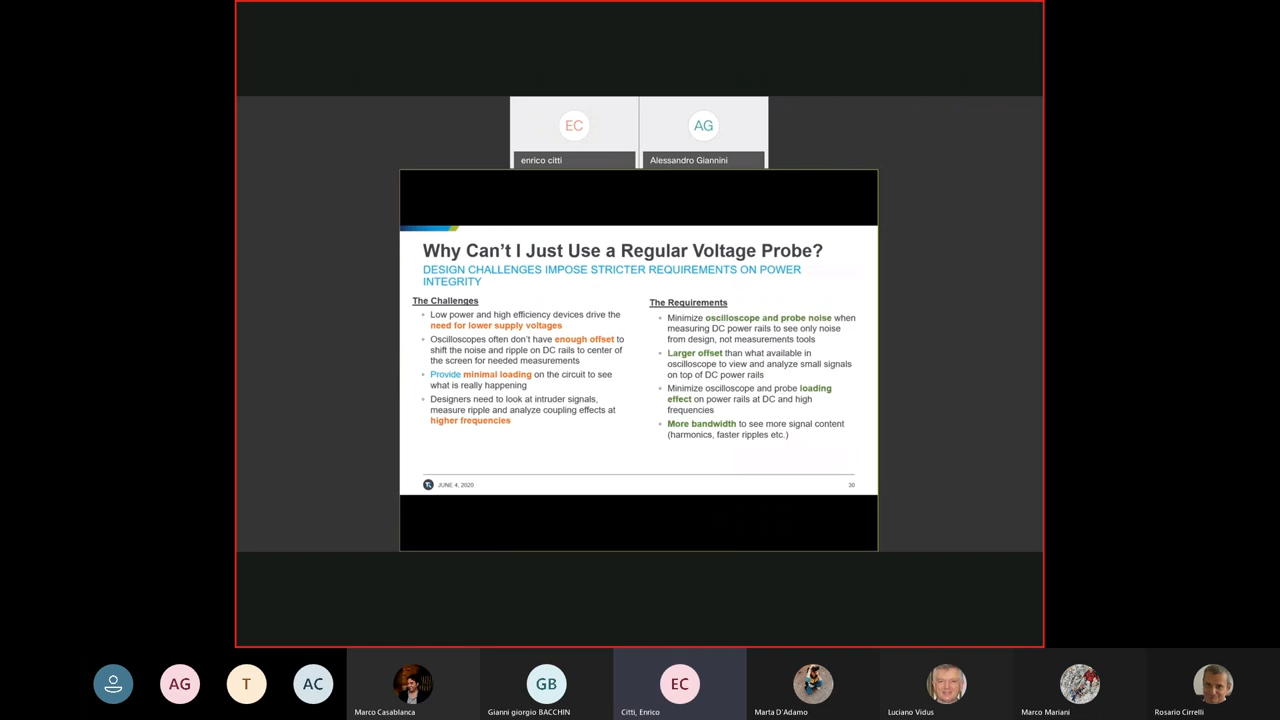 EC
AG
enrico citti
Alessandro Giannini
Why Can't I Just Use a Regular Voltage Probe?
DESIGN CHALLENGES IMPOSE STRICTER REQUIREMENTS ON POWER
INTEGRITY
The Challenges
• Low power and high efficiency devices drive the
need for lower supply voltages
• Oscilloscopes often don't have enough offset to
shift the noise and ripple on DC rails to center of
the screen for needed measurements
• Provide minimal loading on the circuit to see
what is really happening
• Designers need to look at intruder signals,
measure ripple and analyze coupling effects at
higher frequencies
The Requirements
• Minimize oscilloscope and probe noise when
measuring DC power rails to see only noise
from design, not measurements tools
• Larger offset than what available in
oscilloscope to view and analyze small signals
on top of DC power rails
• Minimize oscilloscope and probe loading
effect on power rails at DC and high
frequencies
• More bandwidth to see more signal content
(harmonics, faster ripples etc.)
JUNE 4, 2020
30
AG
T
AC
GB
EC
Marco Casablanca
Gianni giorgio BACCHIN
Citti, Enrico
Marta D'Adamo
Luciano Vidus
Marco Mariani
Rosario Cirrelli